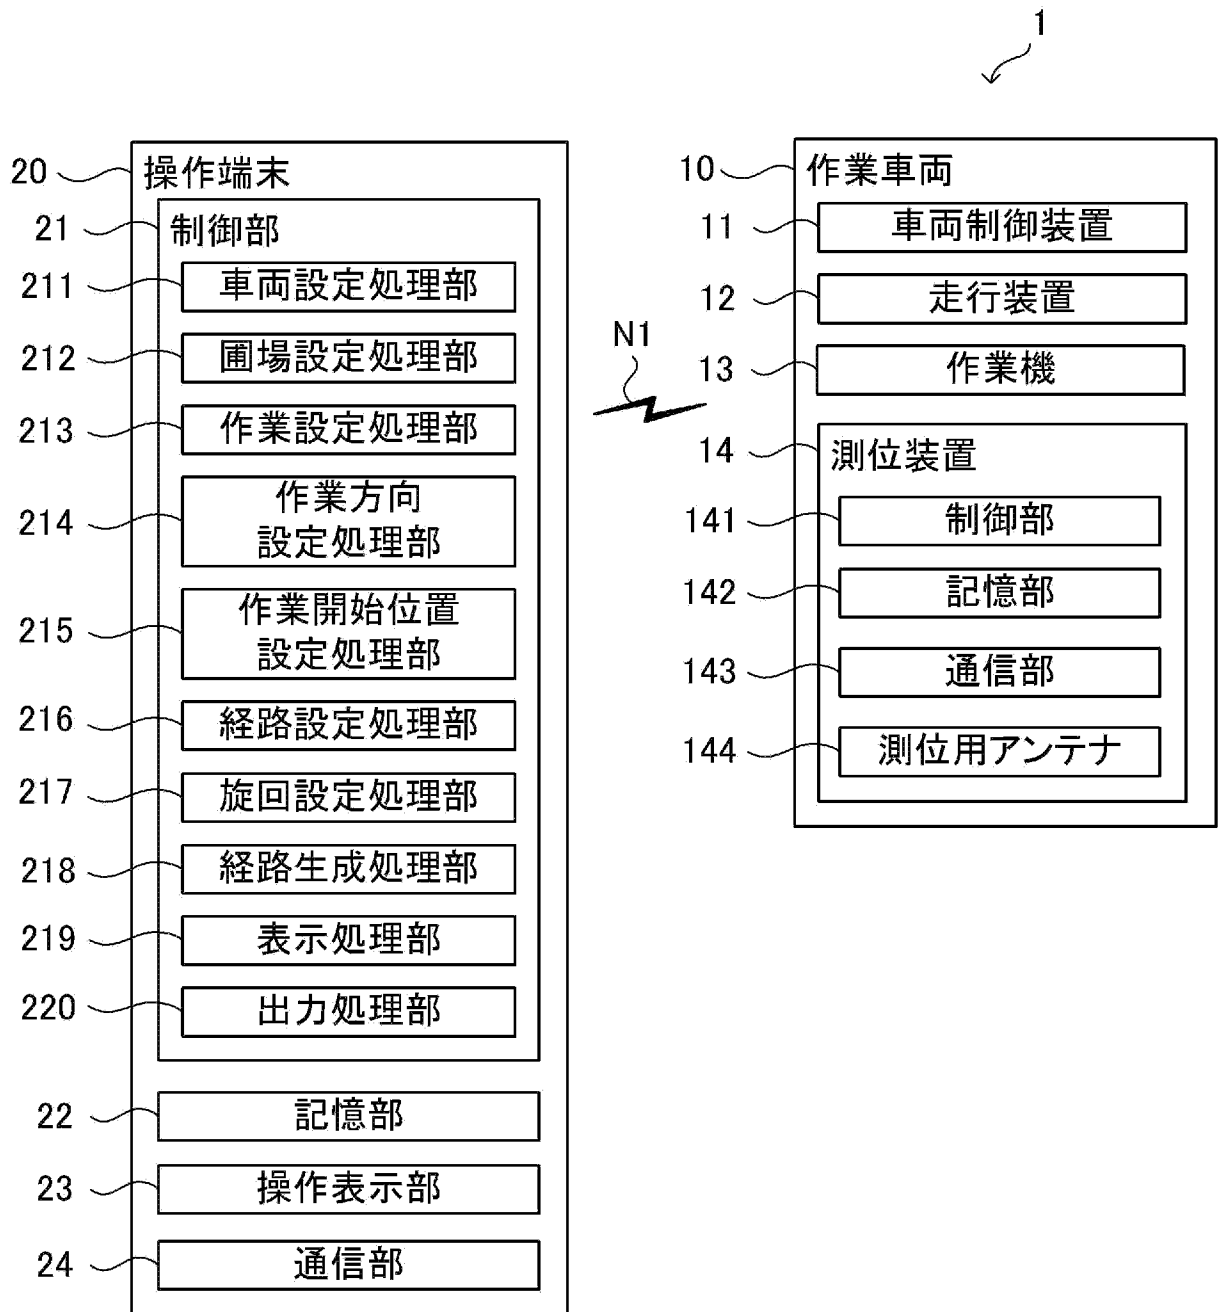 1
20 操作端末
21 制御部
211 車両設定処理部
212 圃場設定処理部
213 作業設定処理部
214 作業方向
設定処理部
215 作業開始位置
設定処理部
216 経路設定処理部
217 旋回設定処理部
218 経路生成処理部
219 表示処理部
220 出力処理部
22 記憶部
23 操作表示部
24 通信部
N1
10 作業車両
11 車両制御装置
12 走行装置
13 作業機
14 測位装置
141 制御部
142 記憶部
143 通信部
144 測位用アンテナ